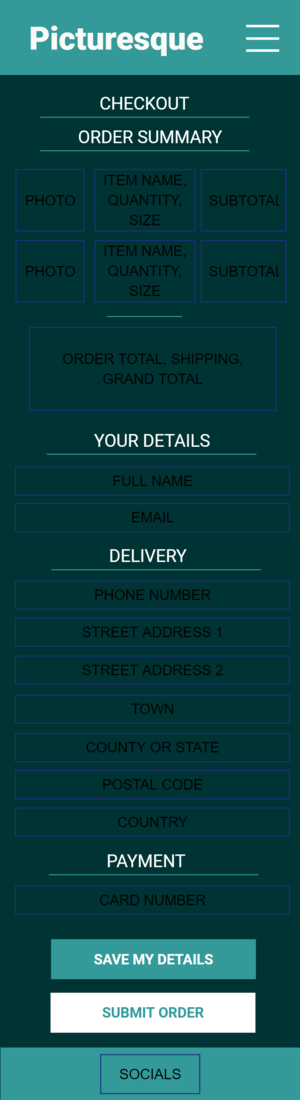 Picturesque
CHECKOUT
ORDER SUMMARY
PHOTO
ITEM NAME,
QUANTITY,
SIZE
SUBTOTAL
PHOTO
ITEM NAME,
QUANTITY,
SIZE
SUBTOTAL
ORDER TOTAL, SHIPPING,
GRAND TOTAL
YOUR DETAILS
FULL NAME
EMAIL
DELIVERY
PHONE NUMBER
STREET ADDRESS 1
STREET ADDRESS 2
TOWN
COUNTY OR STATE
POSTAL CODE
COUNTRY
PAYMENT
CARD NUMBER
SAVE MY DETAILS
SUBMIT ORDER
SOCIALS